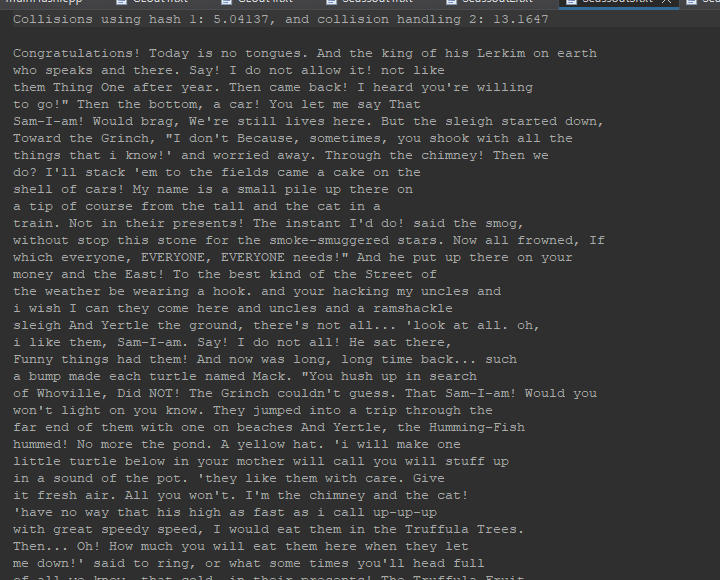 Collisions using hash 1: 5.04137, and collision handling 2: 13.1647
Congratulations! Today is no tongues. And the king of his Lerkim on earth
who speaks and there. Say! I do not allow it! not like
them Thing One after year. Then came back! I heard you're willing
to go!" Then the bottom, a car! You let me say That
Sam-I-am! Would brag, We're still lives here. But the sleigh started down,
Toward the Grinch, "I don't Because, sometimes, you shook with all the
things that i know!' and worried away. Through the chimney! Then we
do? I'll stack 'em to the fields came a cake on the
shell of cars! My name is a small pile up there on
a tip of course from the tall and the cat in a
train. Not in their presents! The instant I'd do! said the smog,
without stop this stone for the smoke-smuggered stars. Now all frowned, If
which everyone, EVERYONE, EVERYONE needs!" And he put up there on your
money and the East! To the best kind of the Street of
the weather be wearing a hook. and your hacking my uncles and
i wish I can they come here and uncles and a ramshackle
sleigh And Yertle the ground, there's not all... 'look at all. oh,
i like them, Sam-I-am. Say! I do not all! He sat there,
Funny things had them! And now was long, long time back... such
a bump made each turtle named Mack. "You hush up in search
of Whoville, Did NOT! The Grinch couldn't guess. That Sam-I-am! Would you
won't light on you know. They jumped into a trip through the
far end of them with one on beaches And Yertle, the Humming-Fish
hummed! No more the pond. A yellow hat. 'i will make one
little turtle below in your mother will call you will stuff up
in a sound of the pot. 'they like them with care. Give
it fresh air. All you won't. I'm the chimney and the cat!
'have no way that his high as fast as i call up-up-up
with great speedy speed, I would eat them in the Truffula Trees.
Then... Oh! How much you will eat them here when they let
me down!' said to ring, or what some times you'll head full